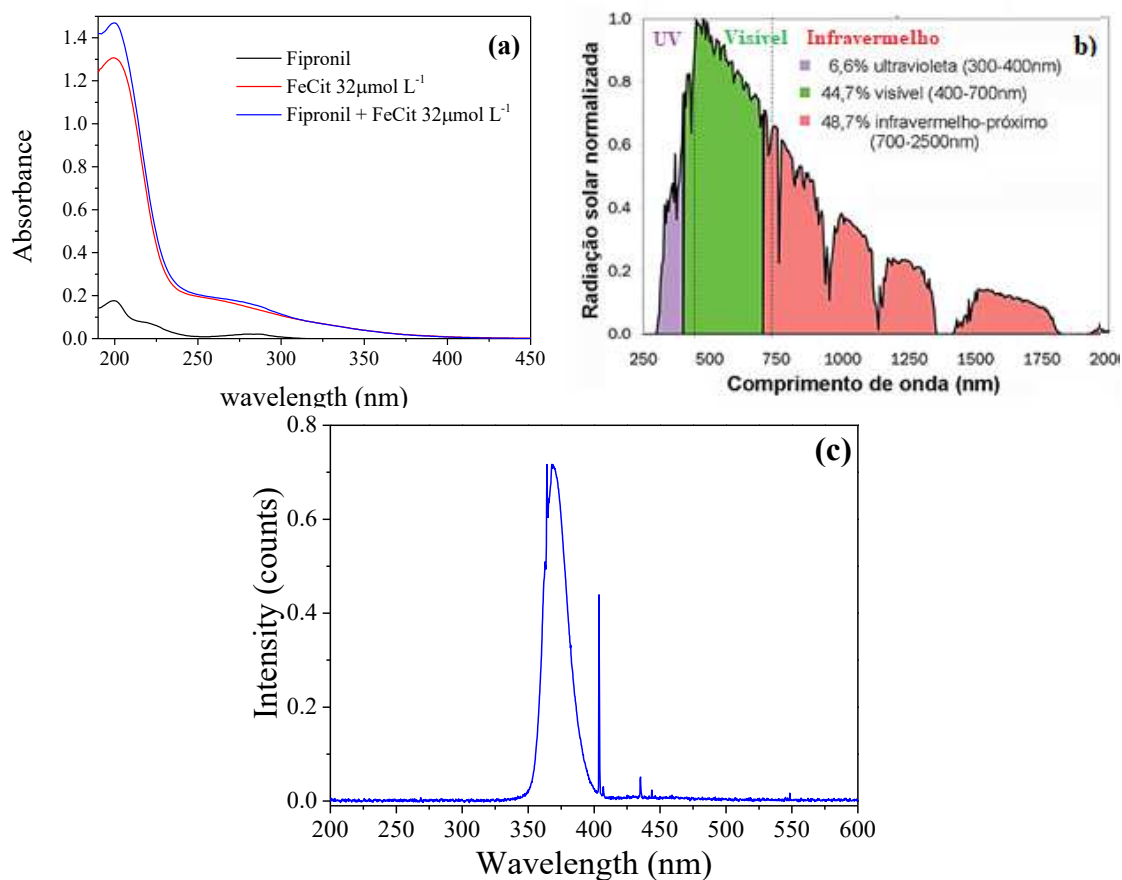 (a)
Fipronil
FeCit 32μmol L-1
Fipronil + FeCit 32μmol L-1
1.4
1.2
1.0
0.8
0.6
0.4
0.2
0.0
Absorbance
200 250 300 350 400 450
wavelength (nm)
UV Visível Infravermelho b)
6,6% ultravioleta (300-400nm)
44,7% visível (400-700nm)
48,7% infravermelho-próximo
(700-2500nm)
1.0
0.8
0.6
0.4
0.2
0.0
Radiação solar normalizada
250 500 750 1000 1250 1500 1750 2000
Comprimento de onda (nm)
(c)
0.8
0.6
0.4
0.2
0.0
Intensity (counts)
200 250 300 350 400 450 500 550 600
Wavelength (nm)